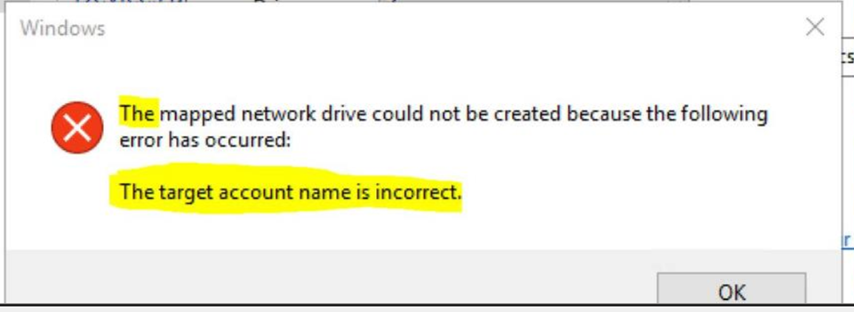 Windows
The mapped network drive could not be created because the following
error has occurred:
The target account name is incorrect.
OK